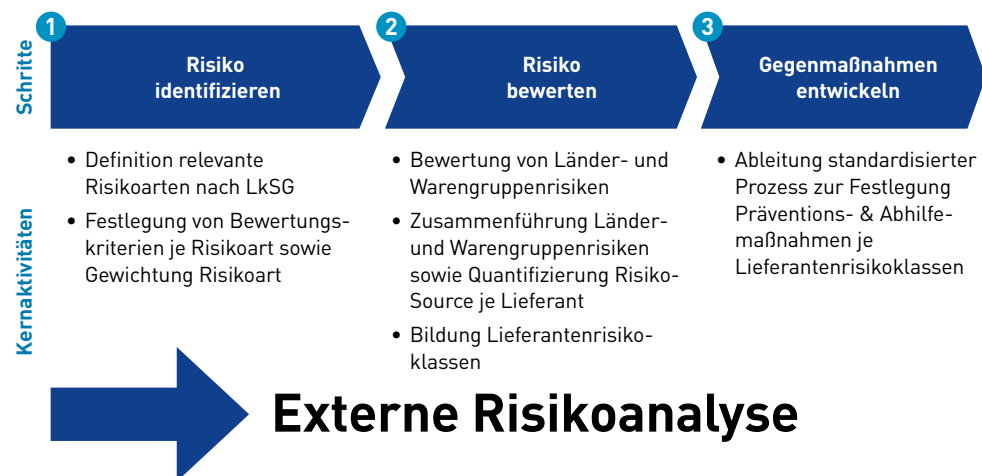 Schritte
1
Risiko
identifizieren
2
Risiko
bewerten
3
Gegenmaßnahmen
entwickeln
Kernaktivitäten
• Definition relevante
Risikoarten nach LkSG
• Festlegung von Bewertungs-
kriterien je Risikoart sowie
Gewichtung Risikoart
• Bewertung von Länder- und
Warengruppenrisiken
• Zusammenführung Länder-
und Warengruppenrisiken
sowie Quantifizierung Risiko-
Source je Lieferant
• Bildung Lieferantenrisiko-
klassen
• Ableitung standardisierter
Prozess zur Festlegung
Präventions- & Abhilfe-
maßnahmen je
Lieferantenrisikoklassen
Externe Risikoanalyse